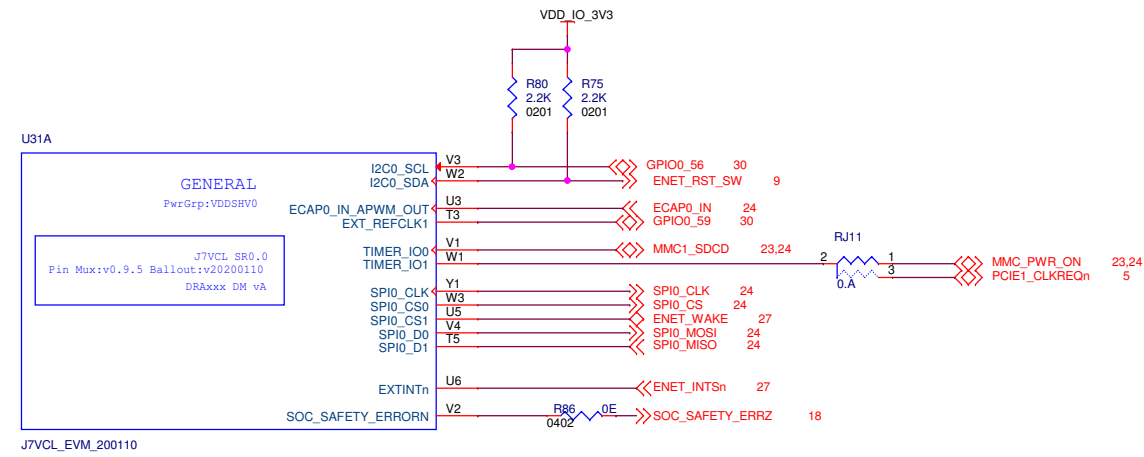 VDD_IO_3V3
R80 R75
2.2K 2.2K
0201 0201
U31A
GENERAL
PwrGrp:VDDSHV0
J7VCL SR0.0
Pin Mux:v0.9.5 Ballout:v20200110
DRAxxx DM vA
I2C0_SCL V3 GPIO0_56 30
I2C0_SDA W2 ENET_RST_SW 9
ECAP0_IN_APWM_OUT U3 ECAP0_IN 24
EXT_REFCLK1 T3 GPIO0_59 30
RJ11
TIMER_IO0 V1 MMC1_SDCD 23,24
TIMER_IO1 W1 2 1 MMC_PWR_ON 23,24
3 PCIE1_CLKREQn 5
0.A
SPI0_CLK Y1 SPI0_CLK 24
SPI0_CS0 W3 SPI0_CS 24
SPI0_CS1 U5 ENET_WAKE 27
SPI0_D0 V4 SPI0_MOSI 24
SPI0_D1 T5 SPI0_MISO 24
EXTINTn U6 ENET_INTSn 27
SOC_SAFETY_ERRORN V2 R86 0E SOC_SAFETY_ERRZ 18
0402
J7VCL_EVM_200110